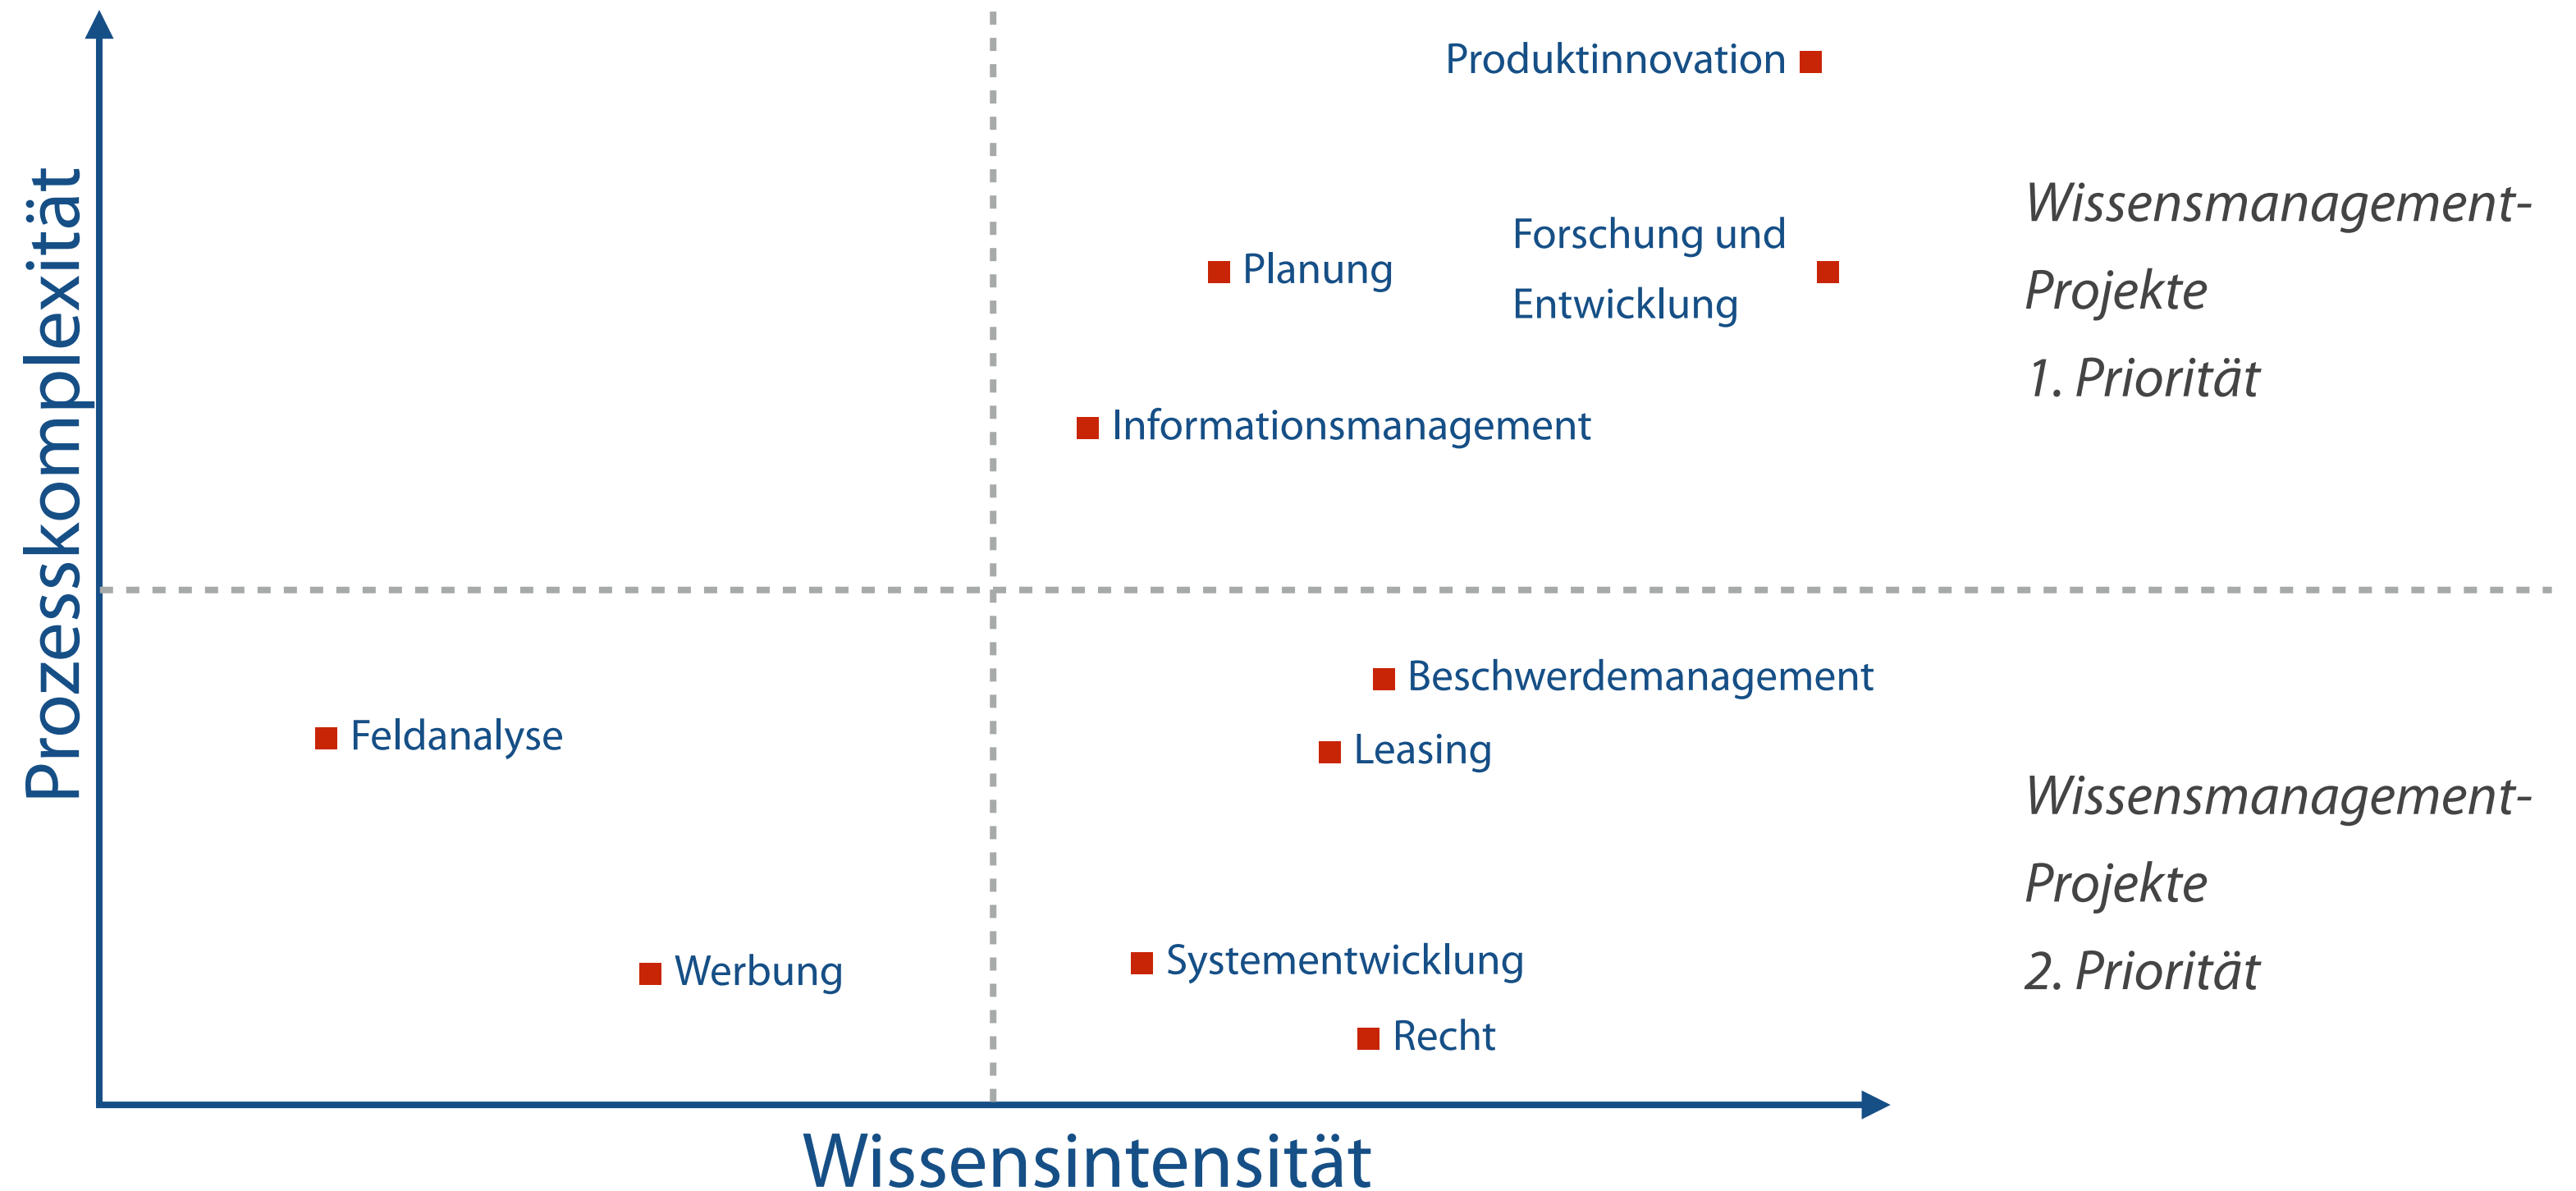 Prozesskomplexität
Produktinnovation
Planung
Forschung und
Entwicklung
Informationsmanagement
Wissensmanagement-
Projekte
1. Priorität
Feldanalyse
Werbung
Beschwerdemanagement
Leasing
Systementwicklung
Recht
Wissensmanagement-
Projekte
2. Priorität
Wissensintensität